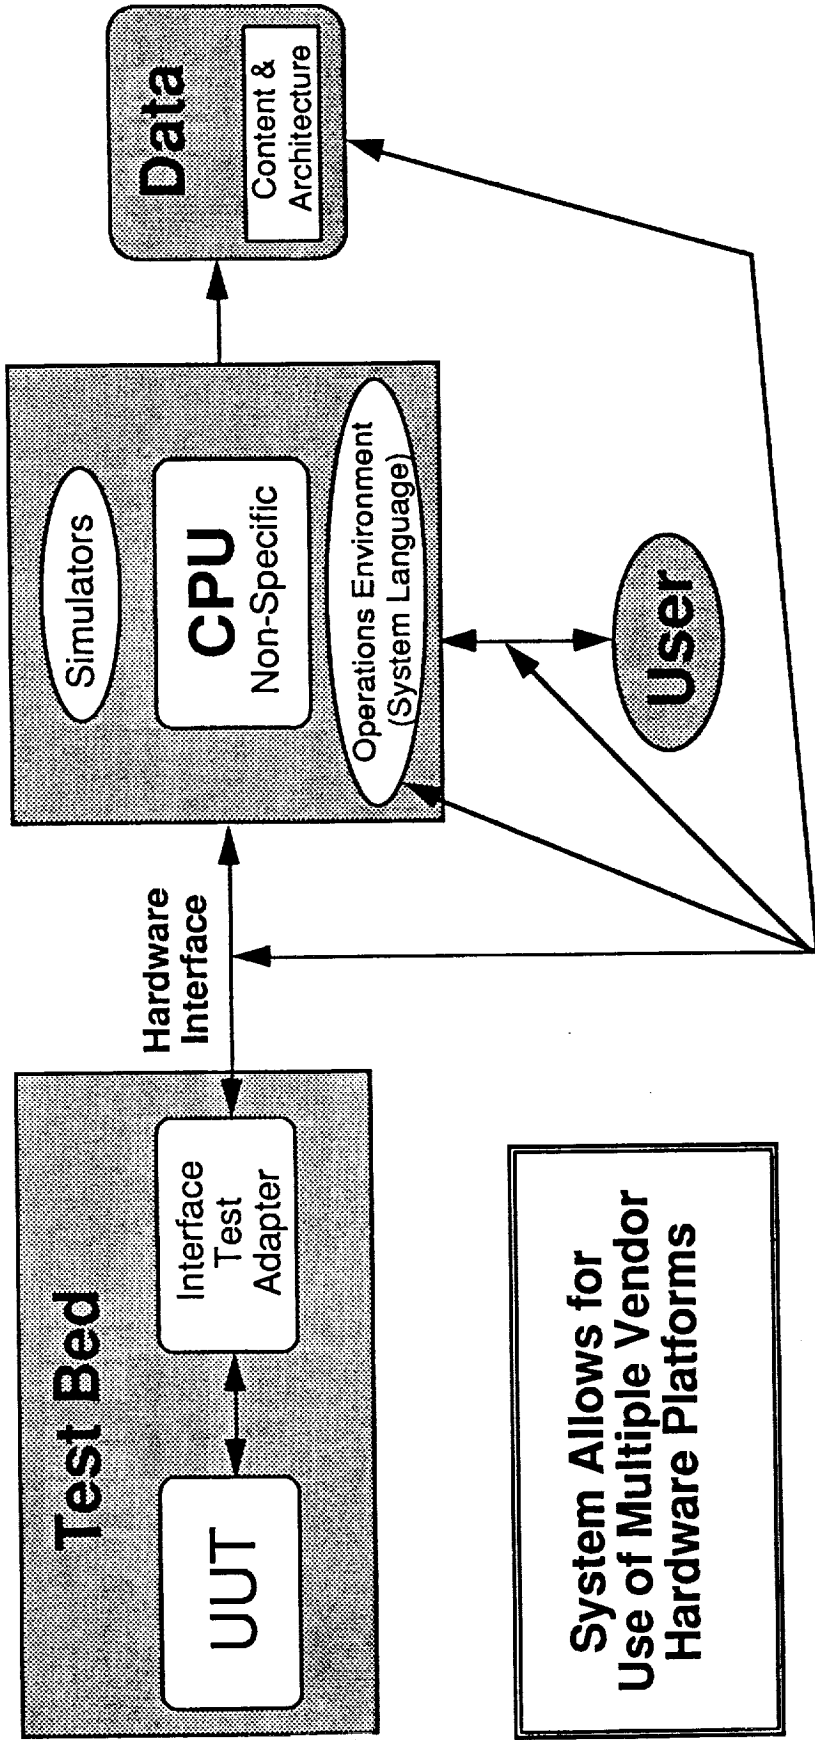 Test Bed
UUT
Interface
Test
Adapter
Hardware
Interface
Simulators
CPU
Non-Specific
Operations Environment
(System Language)
Data
Content &
Architecture
User
System Allows for
Use of Multiple Vendor
Hardware Platforms